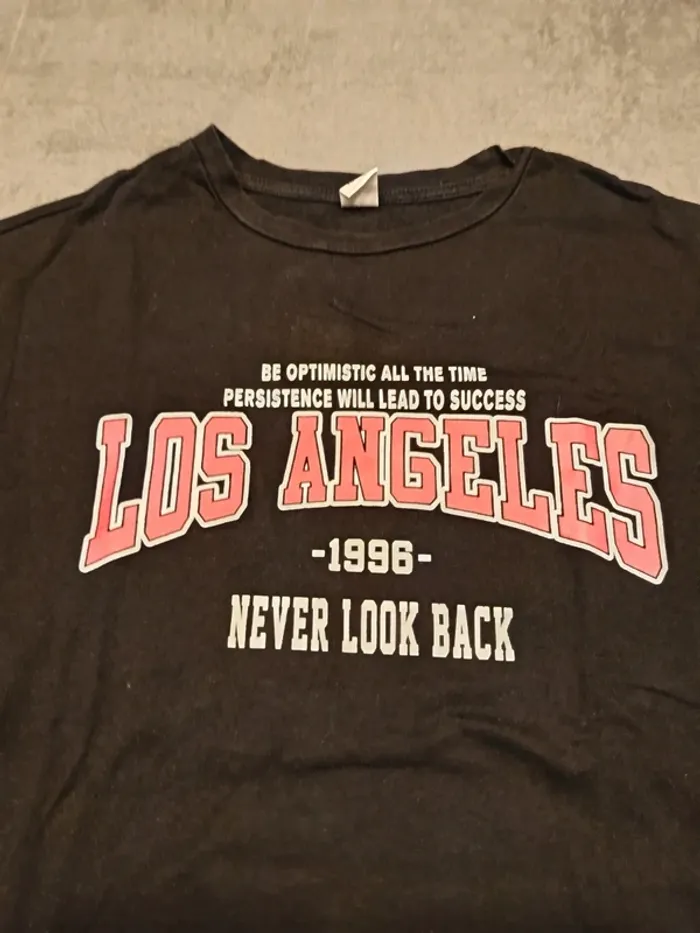 BE OPTIMISTIC ALL THE TIME
PERSISTENCE WILL LEAD TO SUCCESS
LOS ANGELES
-1996-
NEVER LOOK BACK